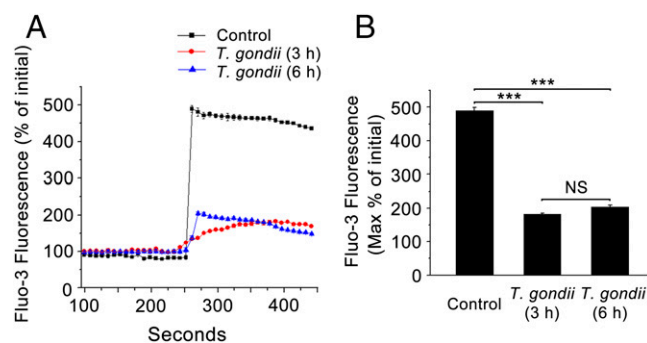 A
Control
T. gondii (3 h)
T. gondii (6 h)
Fluo-3 Fluorescence (% of initial)
500
400
300
200
100
0
100
200
300
400
Seconds
B
Fluo-3 Fluorescence
(Max % of initial)
500
400
300
200
100
0
***
***
NS
Control
T. gondii
(3 h)
T. gondii
(6 h)